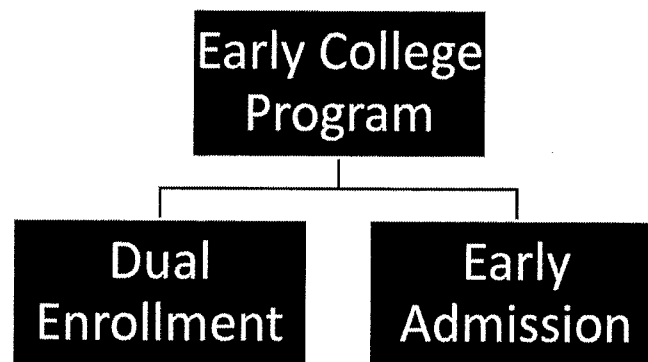 Early College
Program
Dual
Enrollment
Early
Admission